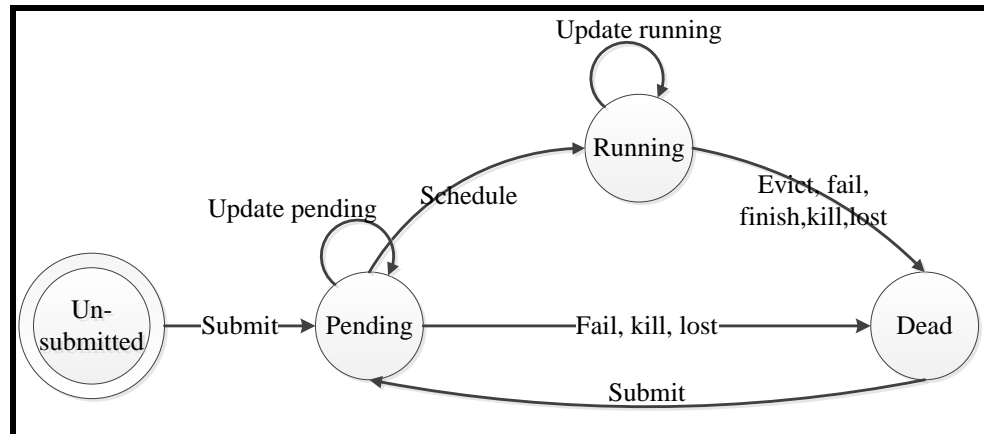 Update running
Running
Schedule
Evict, fail,
finish,kill,lost
Update pending
Un-
submitted
Submit
Pending
Fail, kill, lost
Dead
Submit